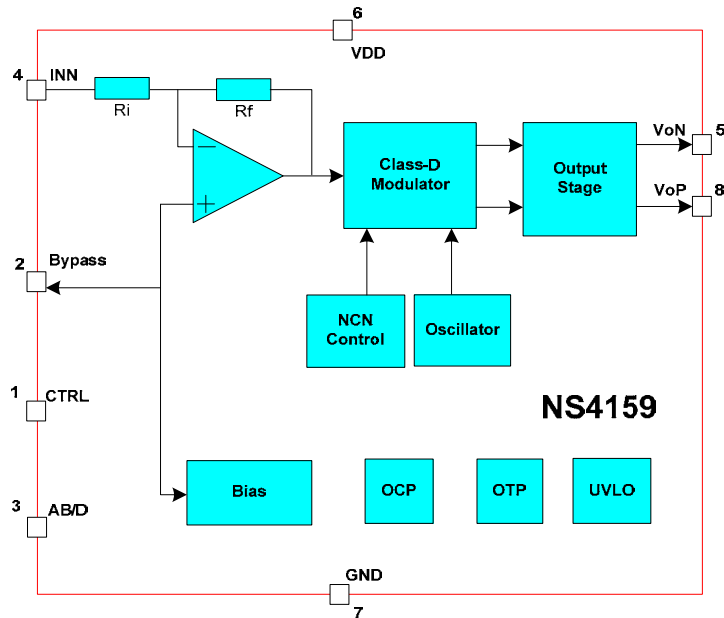 6
VDD
4
INN
Ri
Rf
5
VoN
Class-D
Modulator
Output
Stage
VoP
8
2
Bypass
NCN
Control
Oscillator
1
CTRL
NS4159
3
AB/D
Bias
OCP
OTP
UVLO
GND
7